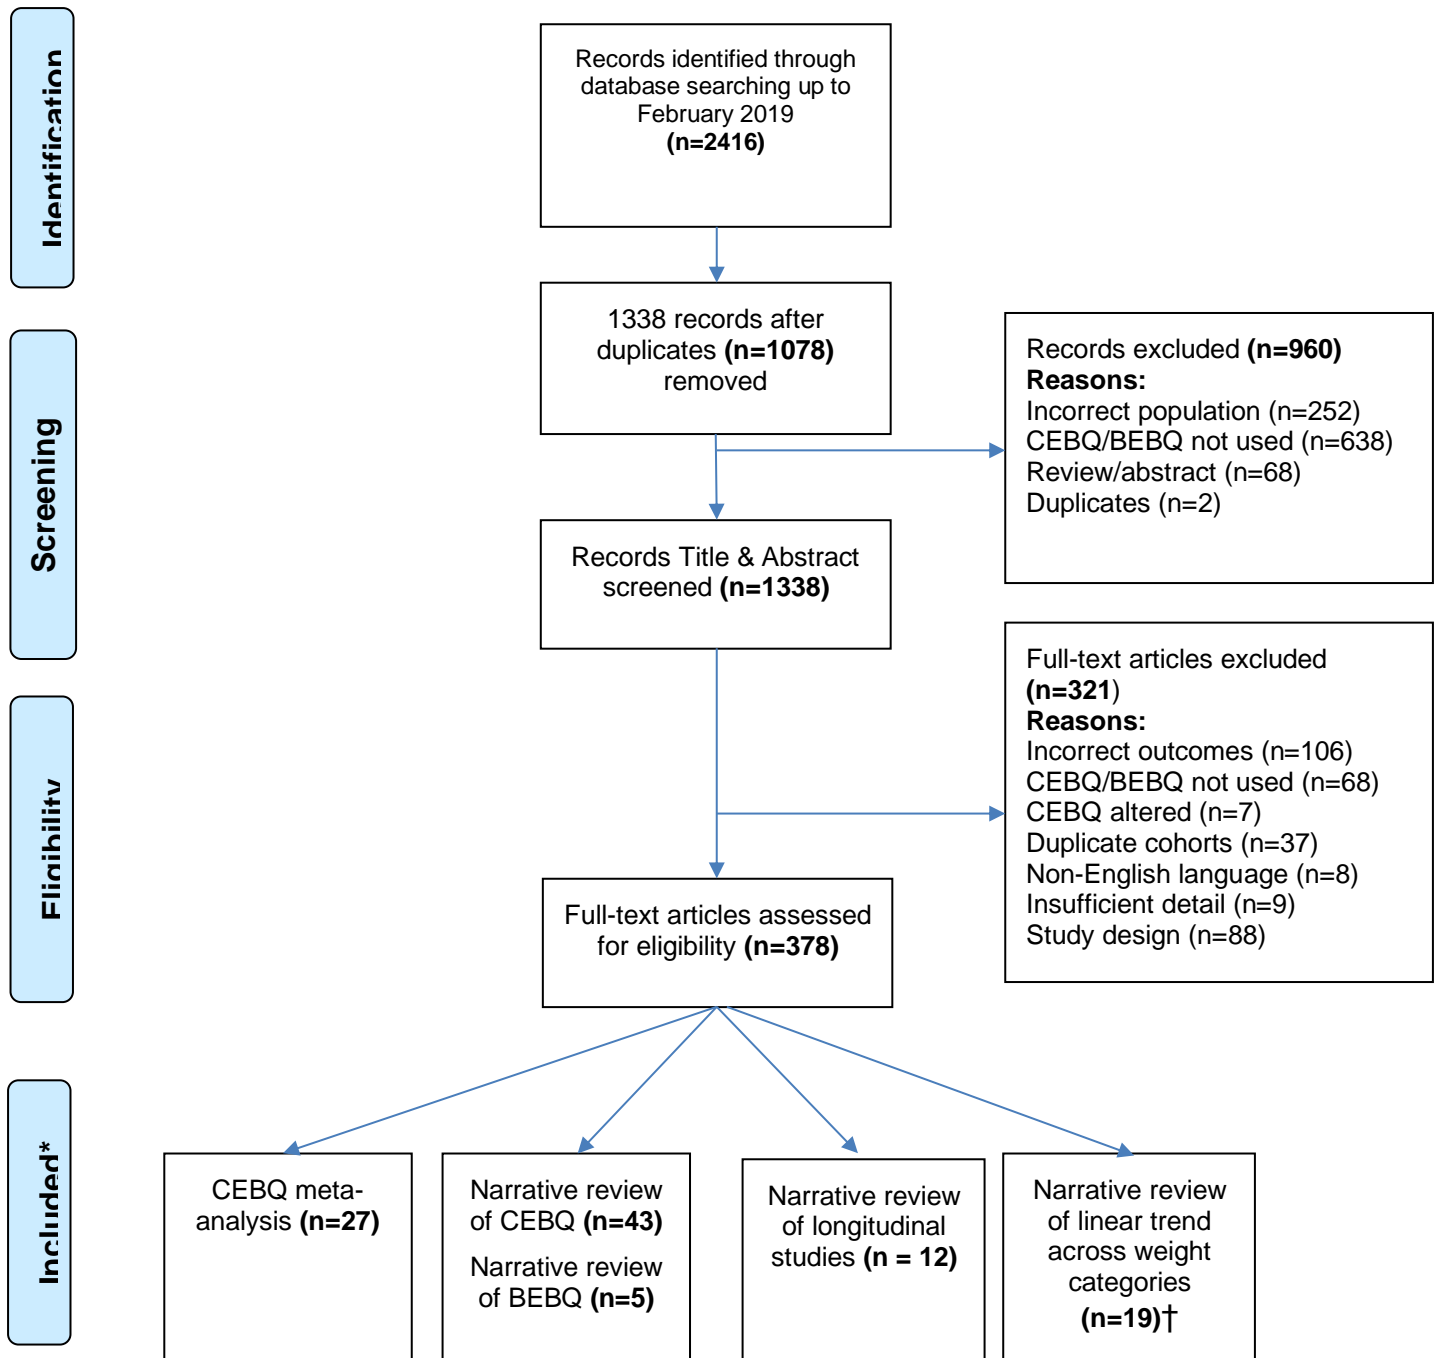 Identification
Records identified through
database searching up to
February 2019
(n=2416)
1338 records after
duplicates (n=1078)
removed
Records excluded (n=960)
Reasons:
Incorrect population (n=252)
CEBQ/BEBQ not used (n=638)
Review/abstract (n=68)
Duplicates (n=2)
Screening
Records Title & Abstract
screened (n=1338)
Full-text articles excluded
(n=321)
Reasons:
Incorrect outcomes (n=106)
CEBQ/BEBQ not used (n=68)
CEBQ altered (n=7)
Duplicate cohorts (n=37)
Non-English language (n=8)
Insufficient detail (n=9)
Study design (n=88)
Eligibility
Full-text articles assessed
for eligibility (n=378)
Included*
CEBQ meta-
analysis (n=27)
Narrative review
of CEBQ (n=43)
Narrative review
of BEBQ (n=5)
Narrative review
of longitudinal
studies (n = 12)
Narrative review
of linear trend
across weight
categories
(n=19)†